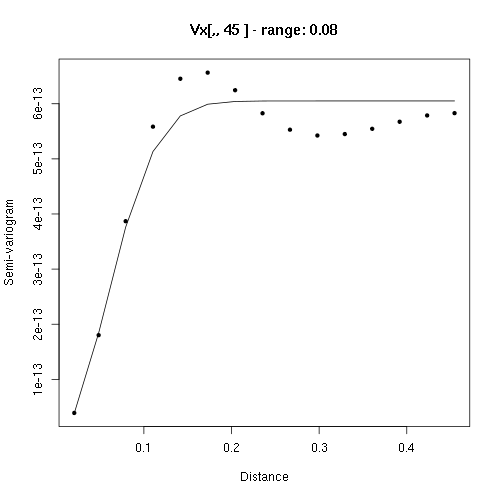 Vx[,, 45 ] - range: 0.08
6e-13
5e-13
4e-13
3e-13
2e-13
1e-13
Semi-variogram
0.1 0.2 0.3 0.4
Distance